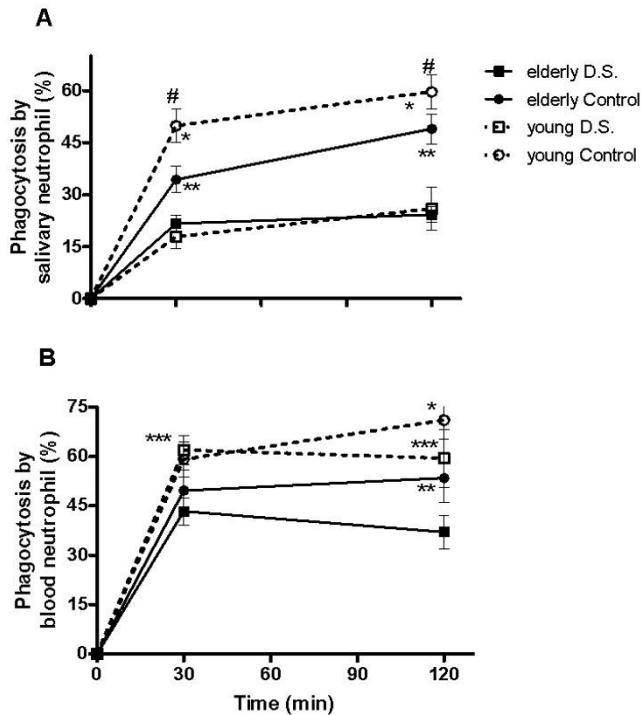 A
Phagocytosis by
salivary neutrophil (%)
60
45
30
15
0
#
*
**
#
*
**
elderly D.S.
elderly Control
young D.S.
young Control
B
Phagocytosis by
blood neutrophil (%)
75
60
45
30
15
0
***
*
***
**
0
30
60
90
120
Time (min)